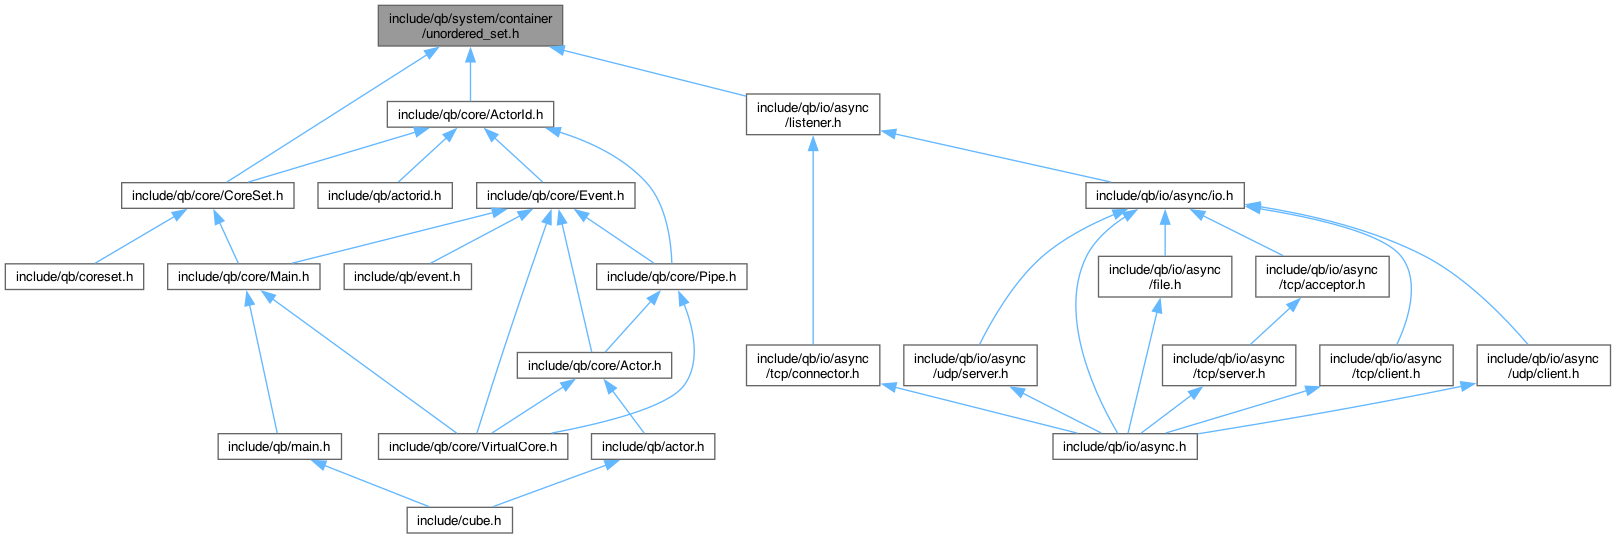 include/qb/system/container
/unordered_set.h
include/qb/core/ActorId.h
include/qb/io/async
/listener.h
include/qb/core/CoreSet.h
include/qb/actorid.h
include/qb/core/Event.h
include/qb/io/async/io.h
include/qb/coreset.h
include/qb/core/Main.h
include/qb/event.h
include/qb/core/Pipe.h
include/qb/io/async
/file.h
include/qb/io/async
/tcp/acceptor.h
include/qb/core/Actor.h
include/qb/io/async
/tcp/connector.h
include/qb/io/async
/udp/server.h
include/qb/io/async
/tcp/server.h
include/qb/io/async
/tcp/client.h
include/qb/io/async
/udp/client.h
include/qb/main.h
include/qb/core/VirtualCore.h
include/qb/actor.h
include/qb/io/async.h
include/cube.h